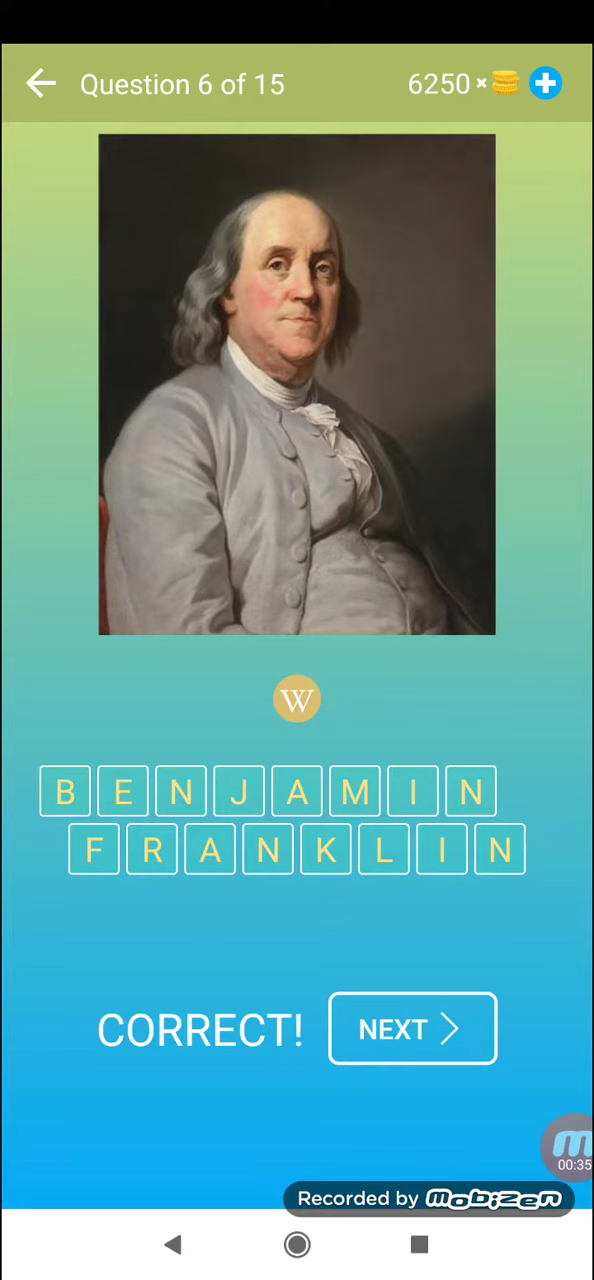 Question 6 of 15
6250 ×
W
BENJAMIN
FRANKLIN
CORRECT!
NEXT
m
00:35
Recorded by mobizen